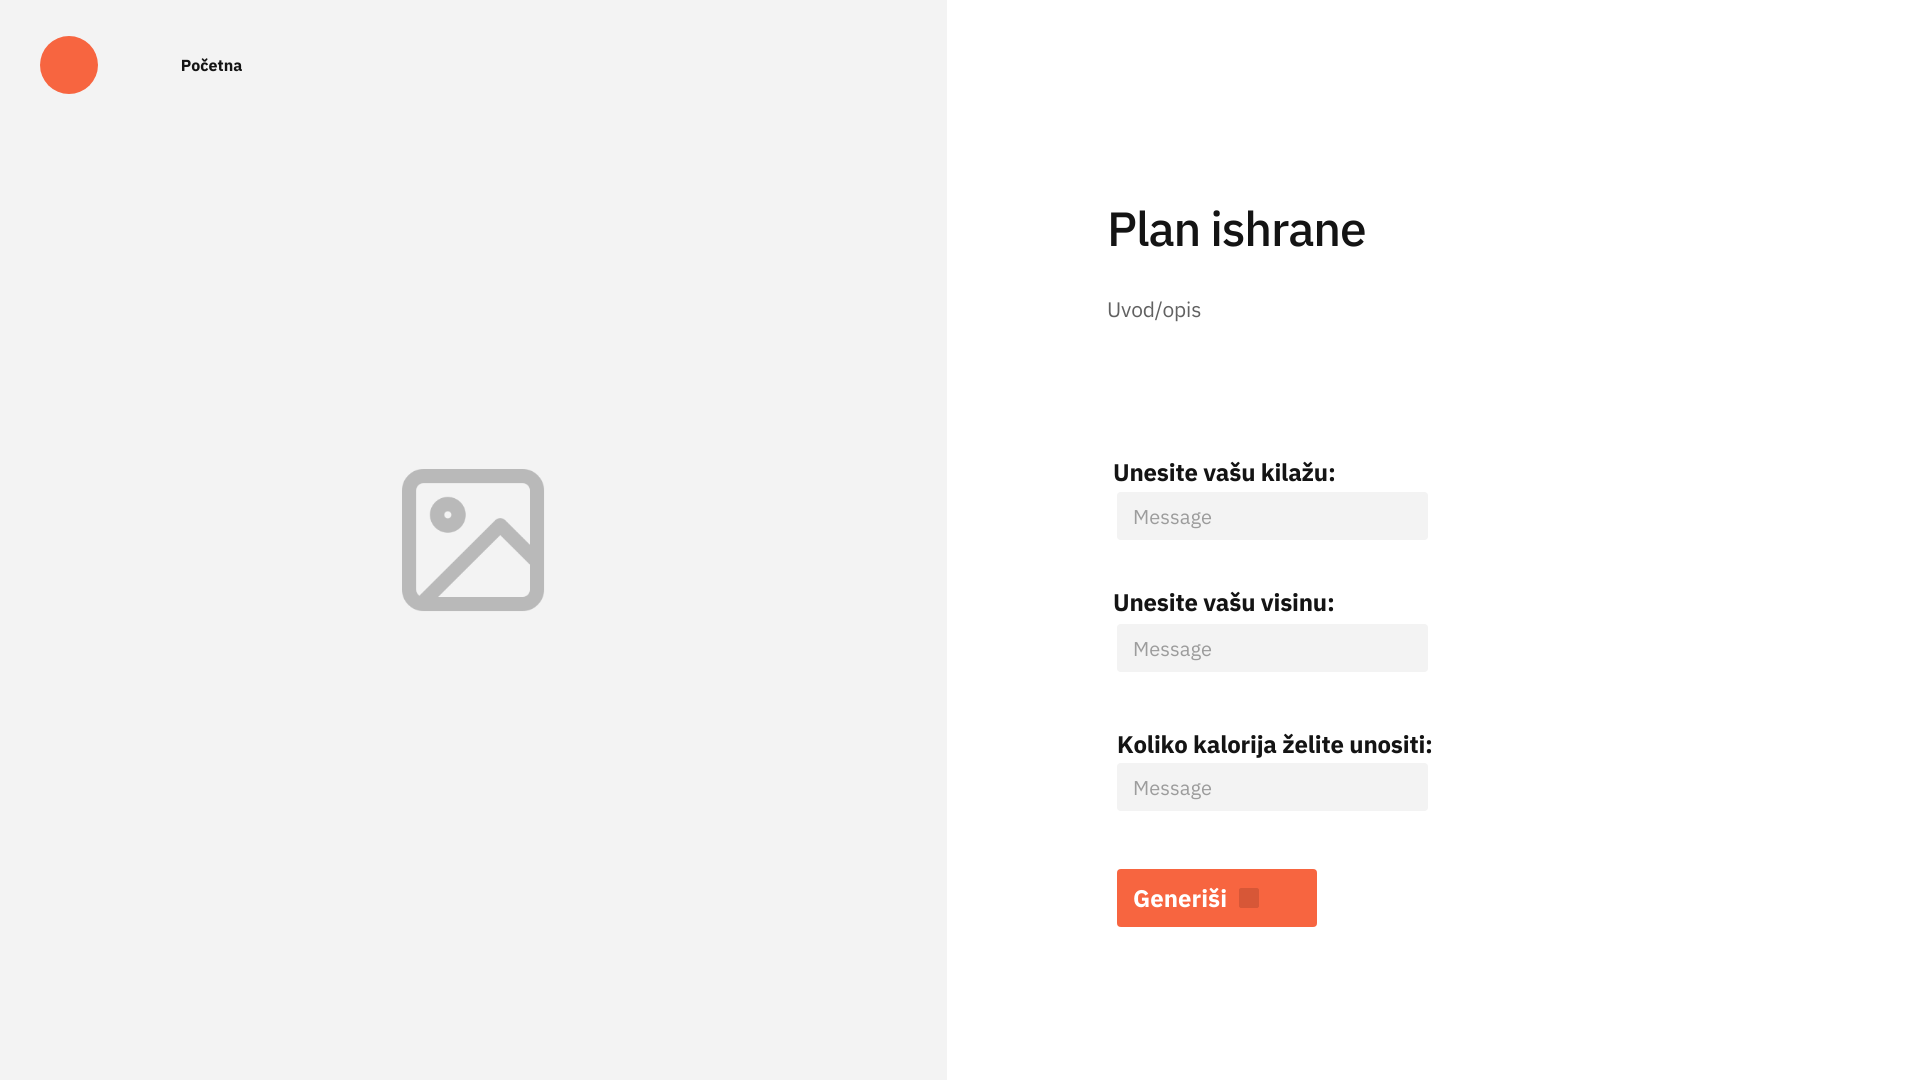 Početna
Plan ishrane
Uvod/opis
Unesite vašu kilažu:
Message
Unesite vašu visinu:
Message
Koliko kalorija želite unositi:
Message
Generiši